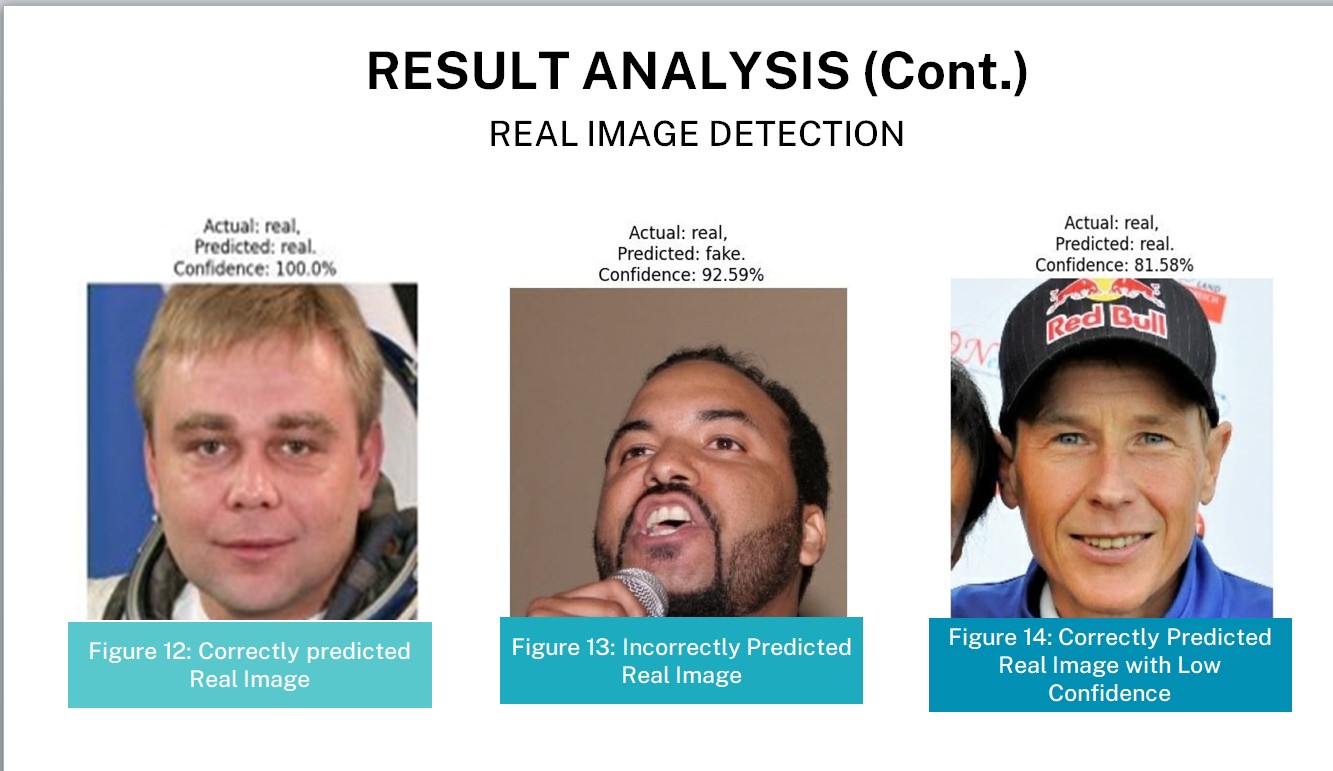 RESULT ANALYSIS (Cont.)
REAL IMAGE DETECTION
Actual: real,
Predicted: real.
Confidence: 100.0%
Actual: real,
Predicted: fake.
Confidence: 92.59%
Actual: real,
Predicted: real.
Confidence: 81.58%
LAND
Red Bull
Figure 12: Correctly predicted
Real Image
Figure 13: Incorrectly Predicted
Real Image
Figure 14: Correctly Predicted
Real Image with Low
Confidence